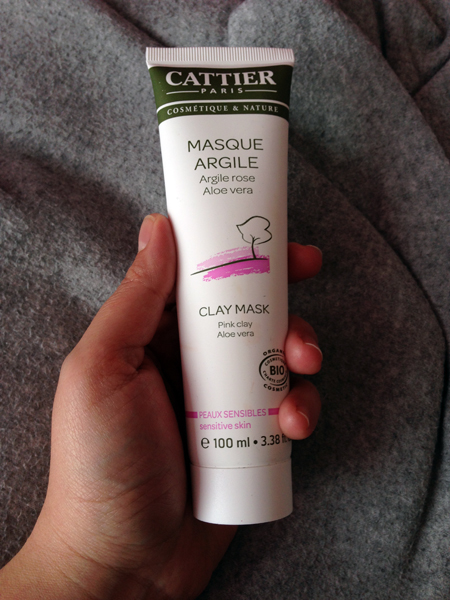 CATTIER
PARIS
COSMÉTIQUE & NATURE
MASQUE
ARGILE
Argile rose
Aloe vera
CLAY MASK
Pink clay
Aloe vera
BIO
PEAUX SENSIBLES
sensitive skin
e 100 ml • 3.38 fl